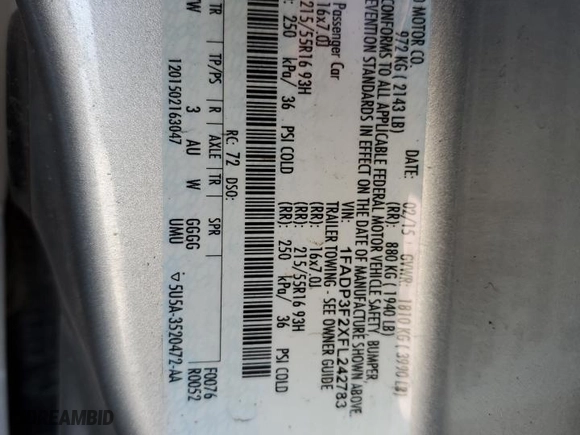 D MOTOR CO.
DATE: 02/15 GVWR: 1810 KG ( 3990 LB)
972 KG ( 2143 LB) (RR): 880 KG ( 1940 LB)
CONFORMS TO ALL APPLICABLE FEDERAL MOTOR VEHICLE SAFETY, BUMPER,
EVENTION STANDARDS IN EFFECT ON THE DATE OF MANUFACTURE SHOWN ABOVE.
VIN: 1FADP3F2XFL242783
Passenger Car TRAILER TOWING - SEE OWNER GUIDE
16x7.0J (RR): 16x7.0J
215/55R16 93H (RR): 215/55R16 93H
250 kPa/ 36 PSI COLD (RR): 250 kPa/ 36 PSI COLD
RC: 72 DSO:
TR TP/PS R AXLE TR SPR
W 3 AU W GGGG UMU
F0076
R0052
1201502163047 5U5A-3520472-AA
BIGTEAMBID